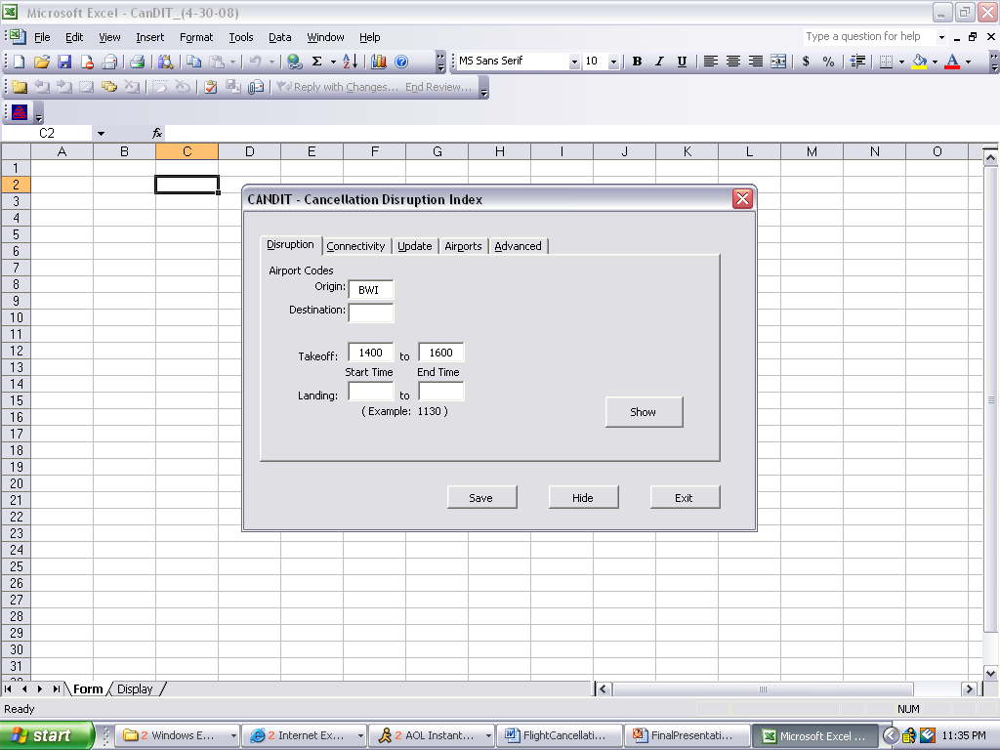 Microsoft Excel - CanDIT_(4-30-08)
File Edit View Insert Format Tools Data Window Help Type a question for help
Σ MS Sans Serif 10 B I U $ % A
Reply with Changes... End Review...
C2 fx
A B C D E F G H I J K L M N O
1
2
3
CANDIT - Cancellation Disruption Index
4
5
6
Disruption Connectivity Update Airports Advanced
7
Airport Codes
8
Origin: BWI
9
Destination:
10
11
12
Takeoff: 1400 to 1600
13
Start Time End Time
14
Landing: to
15
( Example: 1130 )
Show
16
17
18
19
20
Save Hide Exit
21
22
23
24
25
26
27
28
29
30
31
Form Display
Ready NUM
start 2 Windows E... 2 Internet Ex... 2 AOL Instant... FlightCancellati... FinalPresentati... Microsoft Excel ... 11:35 PM